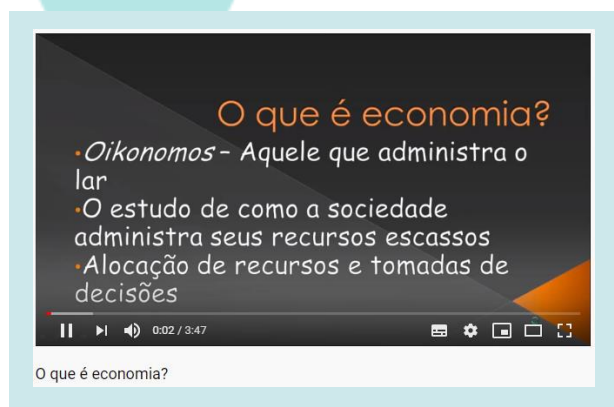 O que é economia?
•Oikonomos – Aquele que administra o
lar
•O estudo de como a sociedade
administra seus recursos escassos
•Alocação de recursos e tomadas de
decisões
0:02 / 3:47
O que é economia?